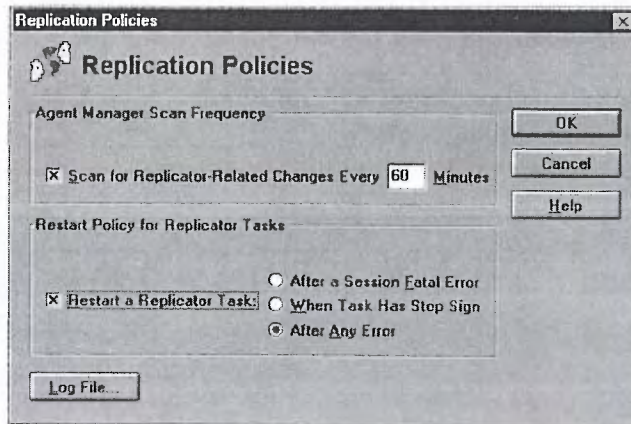 Replication Policies
Replication Policies
Agent Manager Scan Frequency
Scan for Replicator-Related Changes Every 60 Minutes
Restart Policy for Replicator Tasks
Restart a Replicator Task:
After a Session Fatal Error
When Task Has Stop Sign
After Any Error
OK
Cancel
Help
Log File...